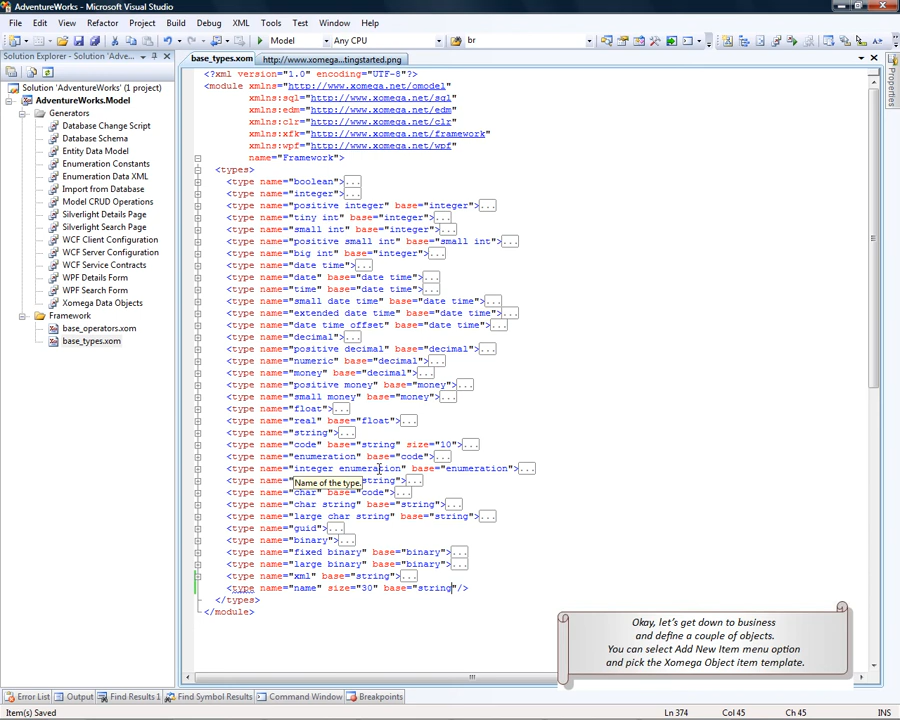 AdventureWorks - Microsoft Visual Studio
File Edit View Refactor Project Build Debug XML Tools Test Window Help
Model Any CPU br
Solution Explorer - Solution 'Adve...
base_types.xom http://www.xomega...tingstarted.png
Properties
Solution 'AdventureWorks' (1 project)
AdventureWorks.Model
Generators
Database Change Script
Database Schema
Entity Data Model
Enumeration Constants
Enumeration Data XML
Import from Database
Model CRUD Operations
Silverlight Details Page
Silverlight Search Page
WCF Client Configuration
WCF Server Configuration
WCF Service Contracts
WPF Details Form
WPF Search Form
Xomega Data Objects
Framework
base_operators.xom
base_types.xom
<?xml version="1.0" encoding="UTF-8"?>
<module xmlns="http://www.xomega.net/omodel"
xmlns:sql="http://www.xomega.net/sql"
xmlns:edm="http://www.xomega.net/edm"
xmlns:clr="http://www.xomega.net/clr"
xmlns:xfk="http://www.xomega.net/framework"
xmlns:wpf="http://www.xomega.net/wpf"
name="Framework">
<types>
<type name="boolean">...
<type name="integer">...
<type name="positive integer" base="integer">...
<type name="tiny int" base="integer">...
<type name="small int" base="integer">...
<type name="positive small int" base="small int">...
<type name="big int" base="integer">...
<type name="date time">...
<type name="date" base="date time">...
<type name="time" base="date time">...
<type name="small date time" base="date time">...
<type name="extended date time" base="date time">...
<type name="date time offset" base="date time">...
<type name="decimal">...
<type name="positive decimal" base="decimal">...
<type name="numeric" base="decimal">...
<type name="money" base="decimal">...
<type name="positive money" base="money">...
<type name="small money" base="money">...
<type name="float">...
<type name="real" base="float">...
<type name="string">...
<type name="code" base="string" size="10">...
<type name="enumeration" base="code">...
<type name="integer enumeration" base="enumeration">...
<type name=" string">...
Name of the type.
<type name="char" base="code">...
<type name="char string" base="string">...
<type name="large char string" base="string">...
<type name="guid">...
<type name="binary">...
<type name="fixed binary" base="binary">...
<type name="large binary" base="binary">...
<type name="xml" base="string">...
<type name="name" size="30" base="string"/>
</types>
</module>
Okay, let's get down to business
and define a couple of objects.
You can select Add New Item menu option
and pick the Xomega Object item template.
Error List Output Find Results 1 Find Symbol Results Command Window Breakpoints
Item(s) Saved Ln 374 Col 45 Ch 45 INS